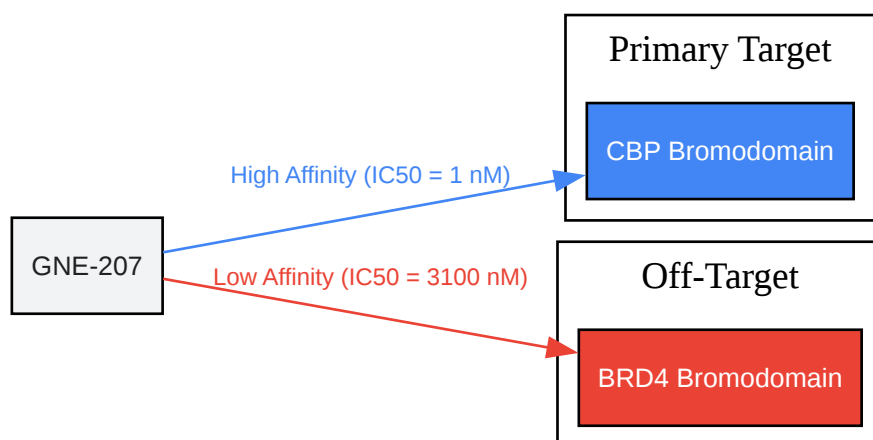 Primary Target
CBP Bromodomain
High Affinity (IC50 = 1 nM)
GNE-207
Low Affinity (IC50 = 3100 nM)
Off-Target
BRD4 Bromodomain